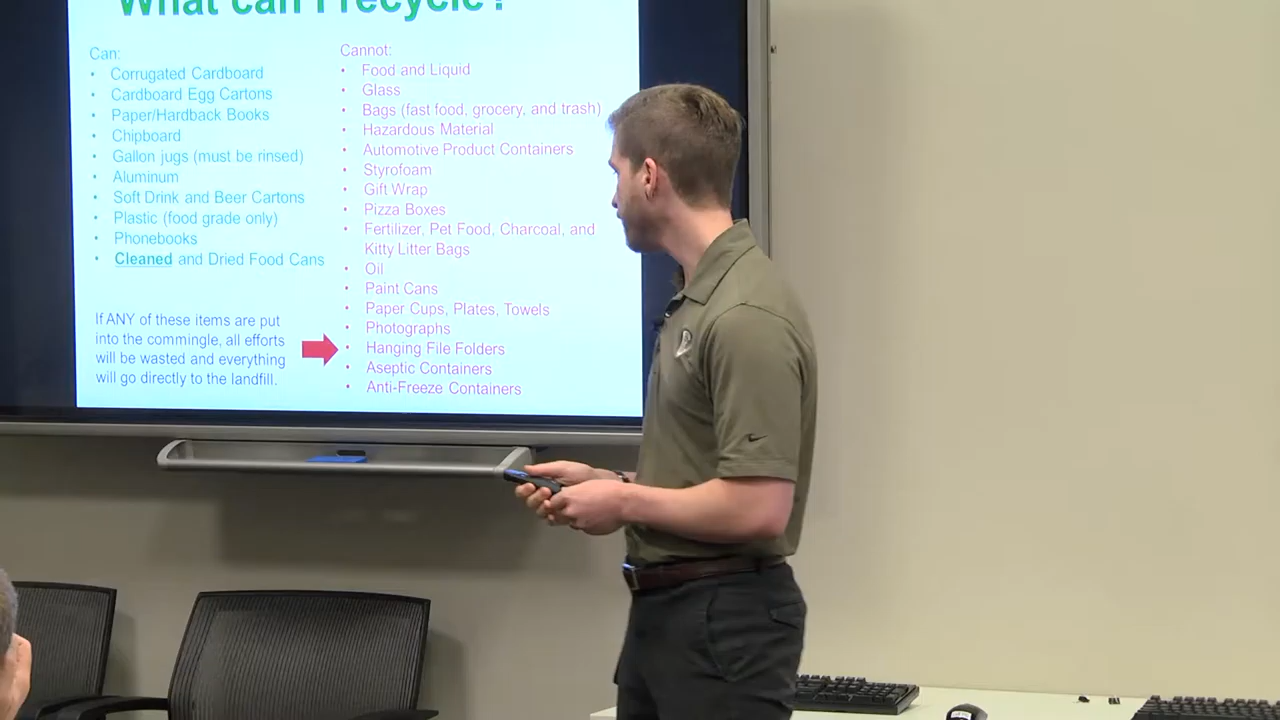 What can I recycle?
Can:
• Corrugated Cardboard
• Cardboard Egg Cartons
• Paper/Hardback Books
• Chipboard
• Gallon jugs (must be rinsed)
• Aluminum
• Soft Drink and Beer Cartons
• Plastic (food grade only)
• Phonebooks
• Cleaned and Dried Food Cans
If ANY of these items are put
into the commingle, all efforts
will be wasted and everything
will go directly to the landfill.
Cannot:
• Food and Liquid
• Glass
• Bags (fast food, grocery, and trash)
• Hazardous Material
• Automotive Product Containers
• Styrofoam
• Gift Wrap
• Pizza Boxes
• Fertilizer, Pet Food, Charcoal, and
Kitty Litter Bags
• Oil
• Paint Cans
• Paper Cups, Plates, Towels
• Photographs
• Hanging File Folders
• Aseptic Containers
• Anti-Freeze Containers